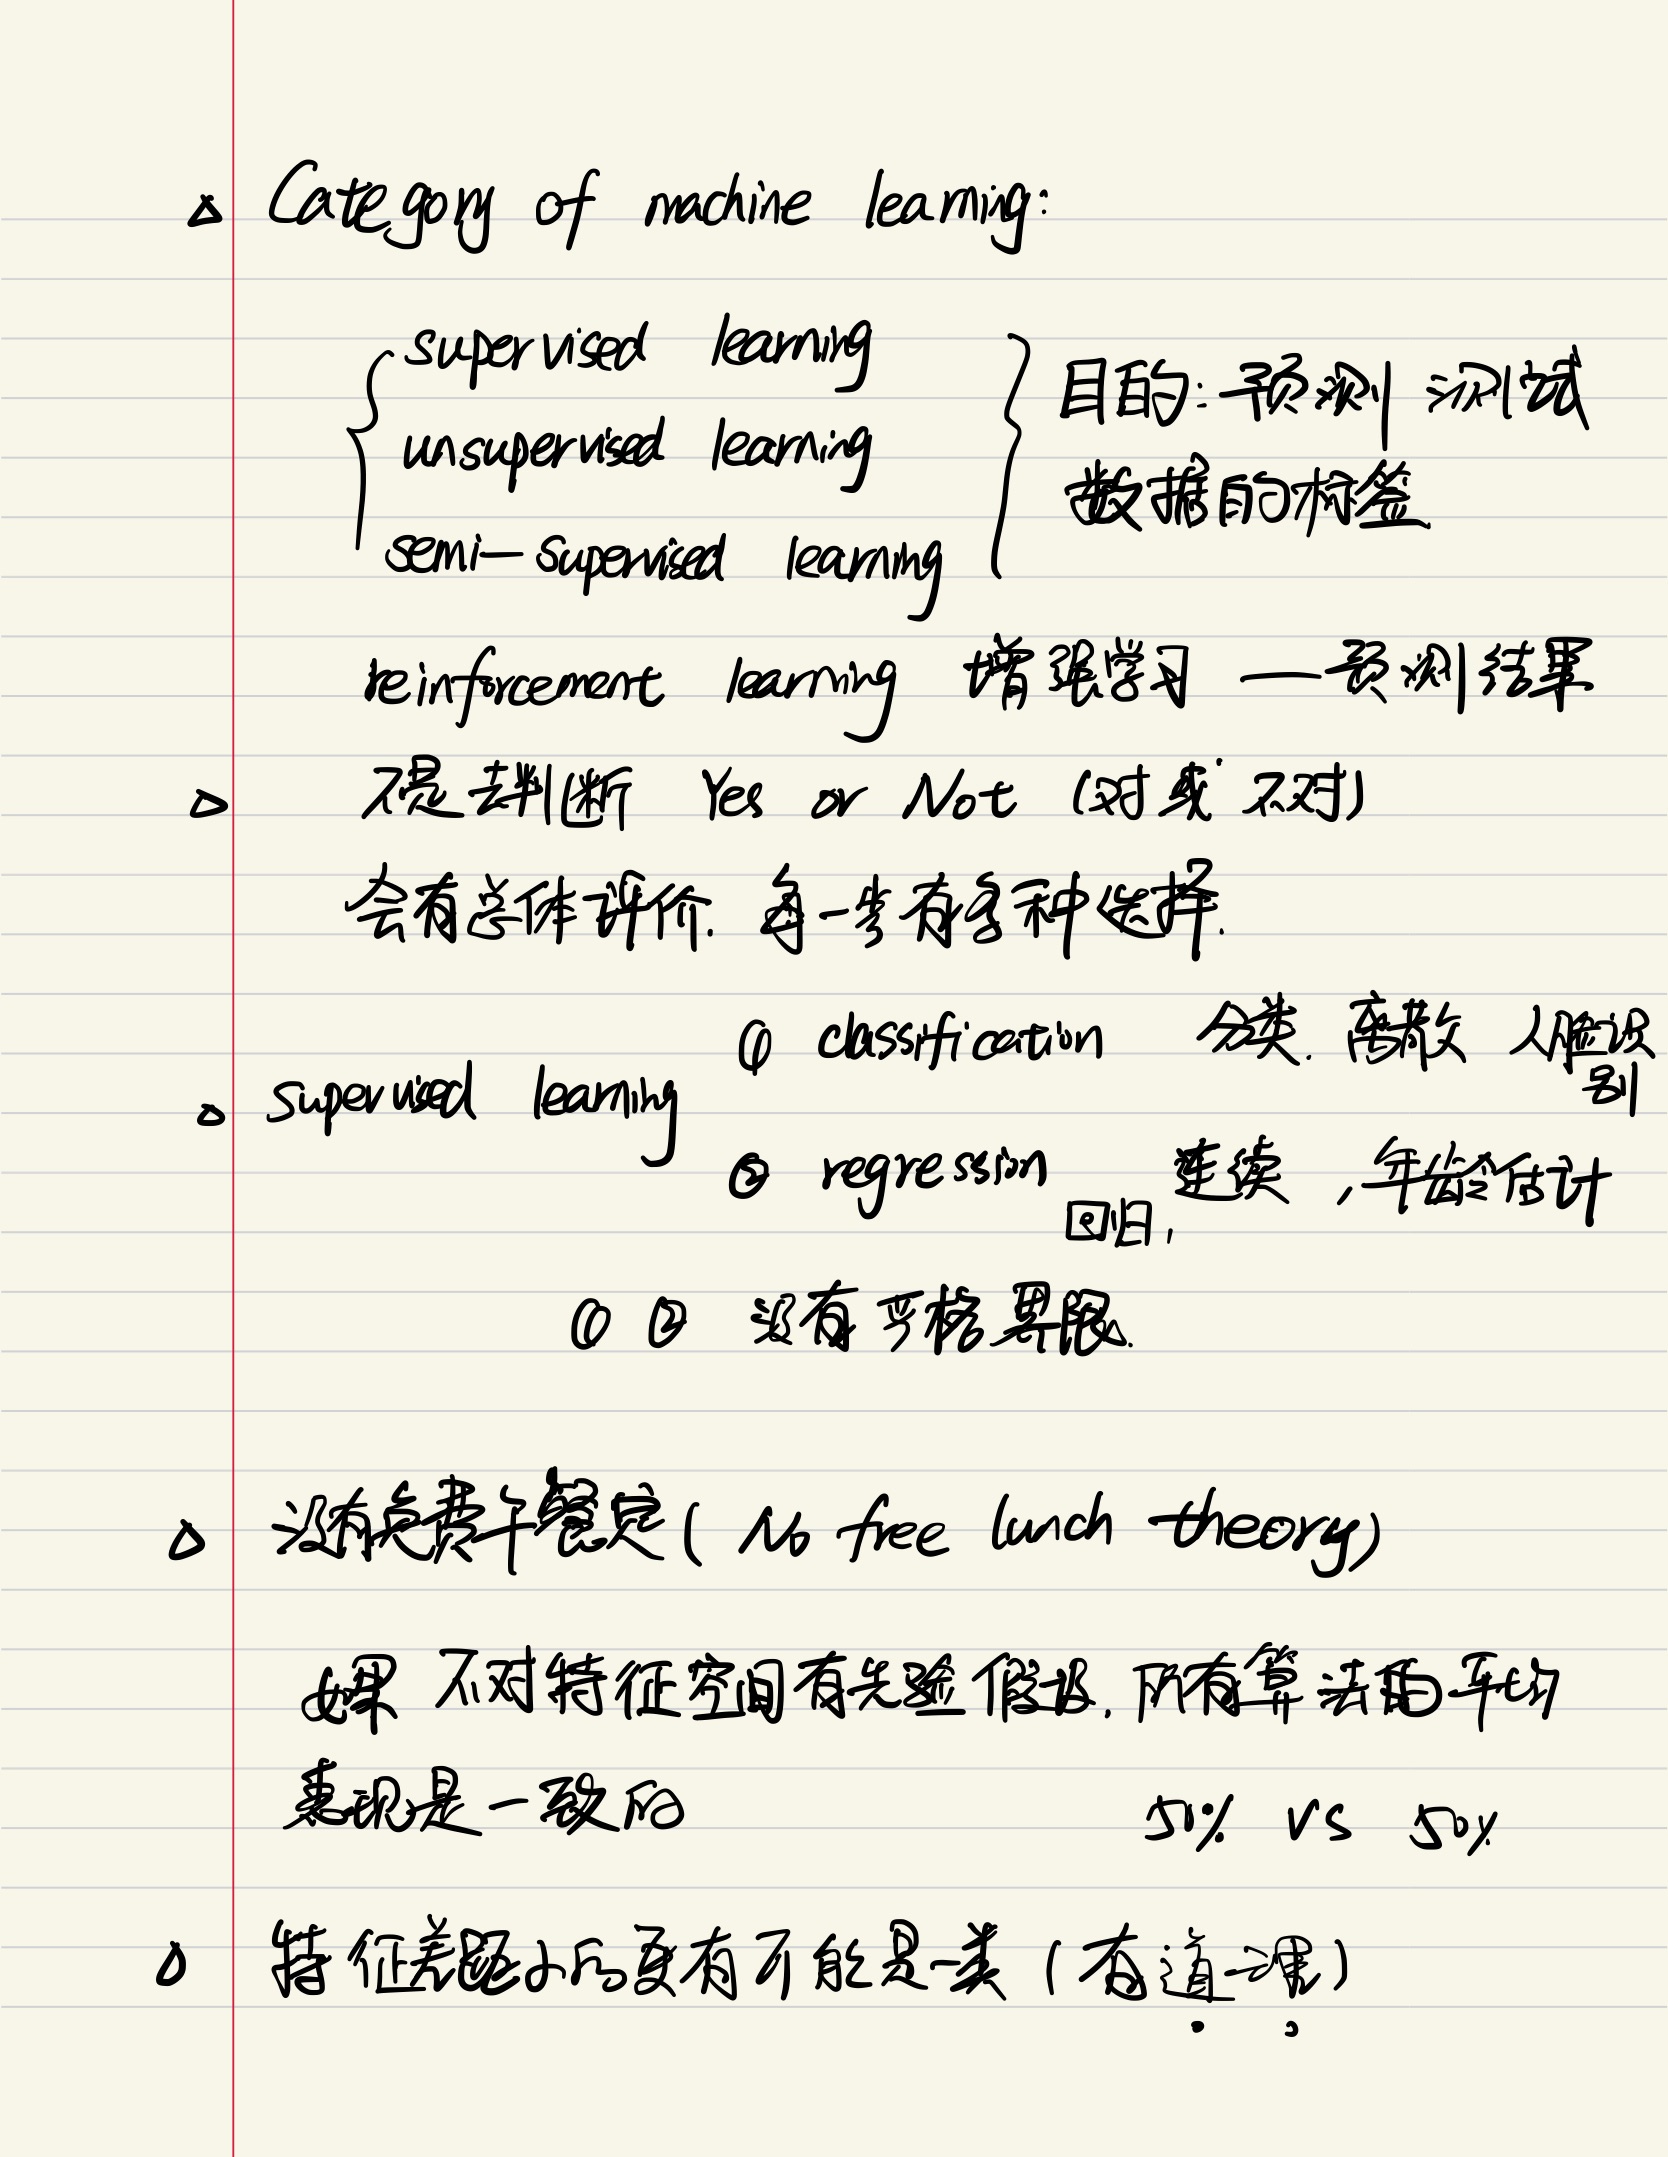 △ Category of machine learning:
supervised learning
unsupervised learning
semi-supervised learning
目的: 预测 测试
数据的标签
reinforcement learning 增强学习 — 预测结果
△ 不是去判断 Yes or Not (对或不对)
会有总体评价. 每一步有多种选择.
① classification 分类. 离散 人脸识
别
△ supervised learning
② regression 连续 , 年龄估计
回归,
① ② 没有严格界限.
△ 没有免费午餐定 ( No free lunch theory)
如果 不对特征空间有先验假设. 所有算法的平均
表现是一致的 50% VS 50%
△ 特征差距小的更有可能是一类 (有道理)